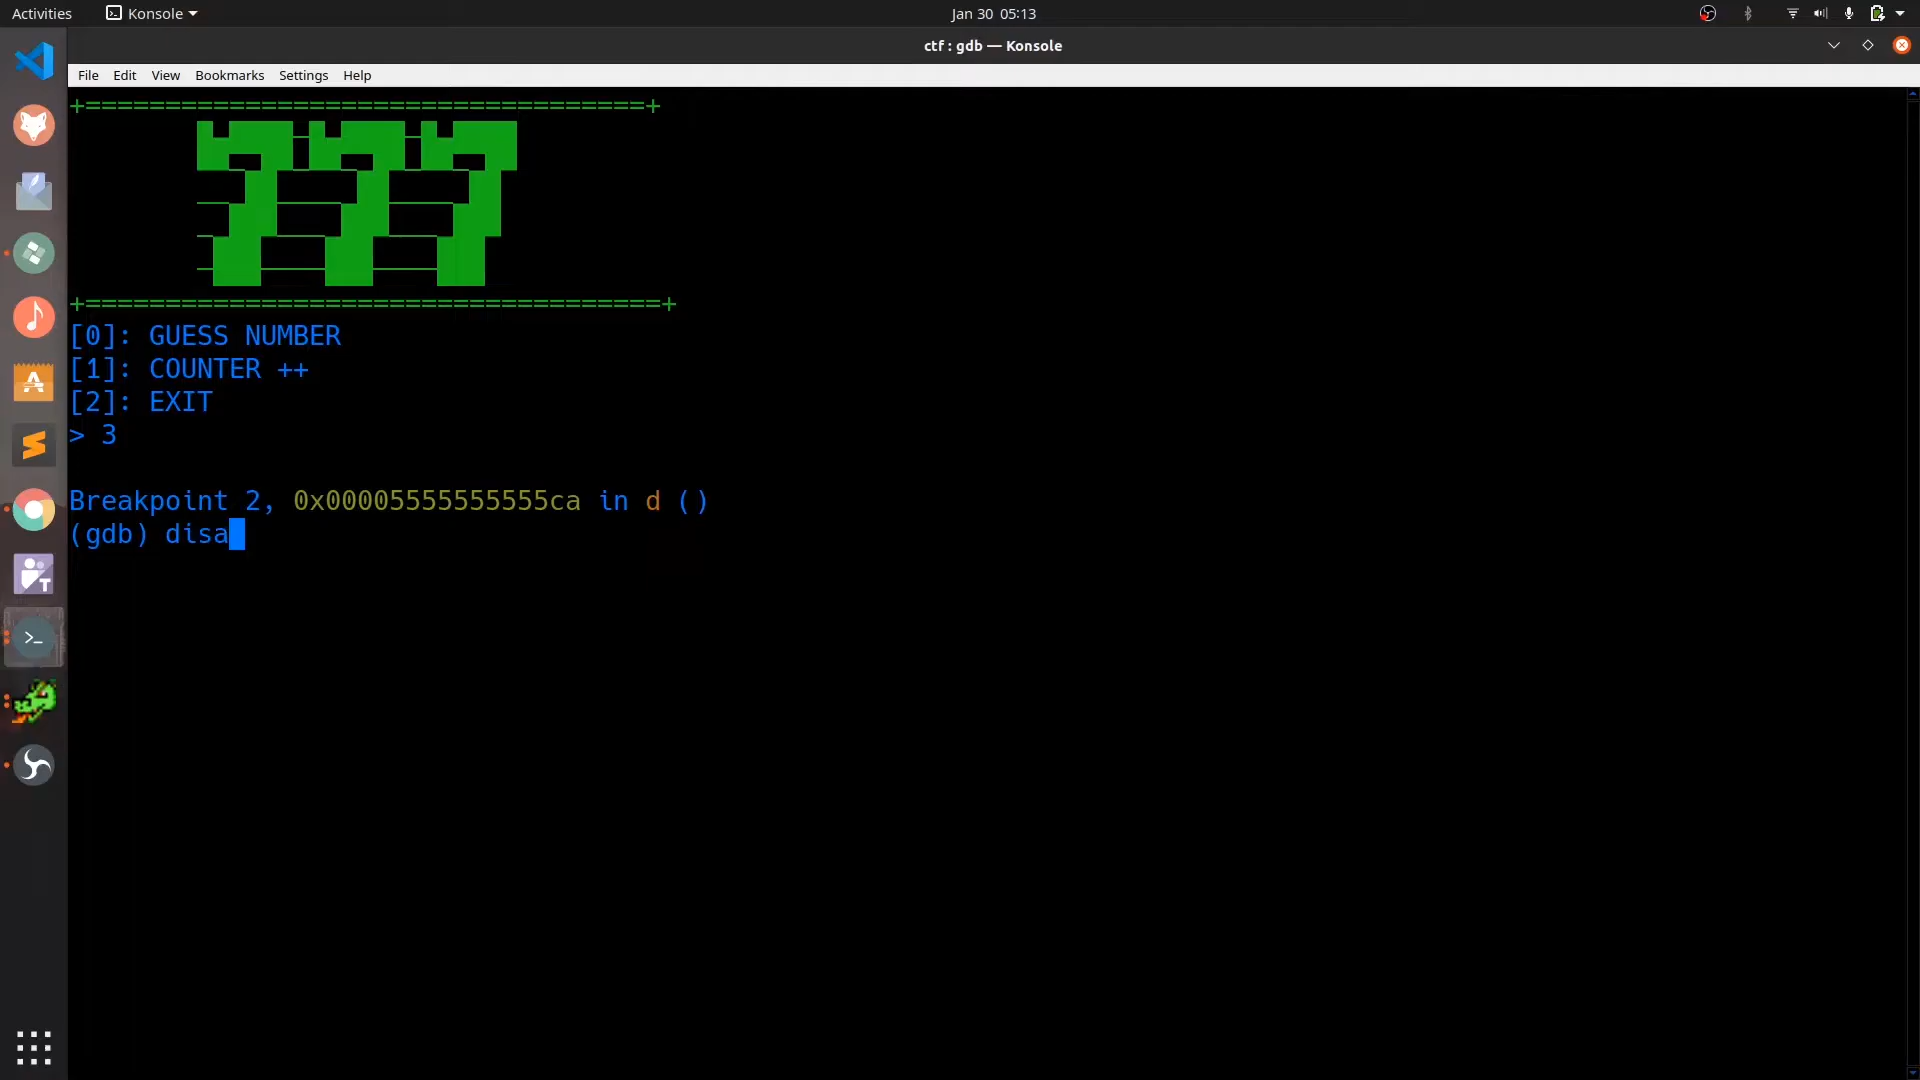 Activities
Konsole
Jan 30 05:13
ctf : gdb — Konsole
File Edit View Bookmarks Settings Help
+===================================+
777
+====================================+
[0]: GUESS NUMBER
[1]: COUNTER ++
[2]: EXIT
> 3
Breakpoint 2, 0x00005555555555ca in d ()
(gdb) disa